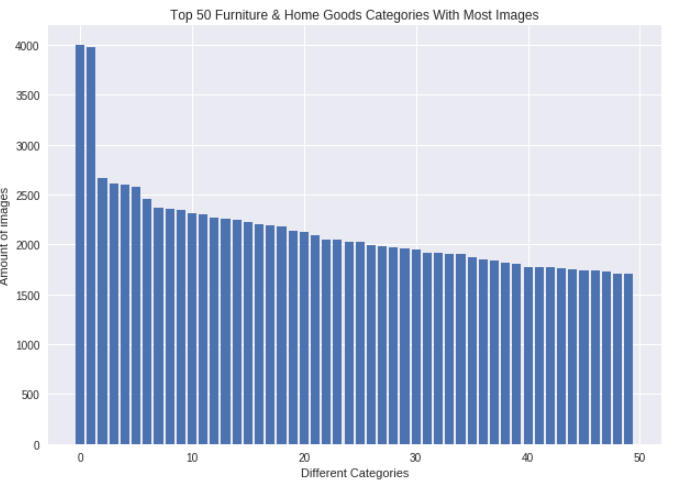 Top 50 Furniture & Home Goods Categories With Most Images
4000
3500
3000
2500
2000
1500
1000
500
0
Amount of images
0 10 20 30 40 50
Different Categories